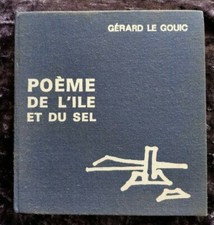 GÉRARD LE GOUIC
POÈME
DE L'ILE
ET DU SEL